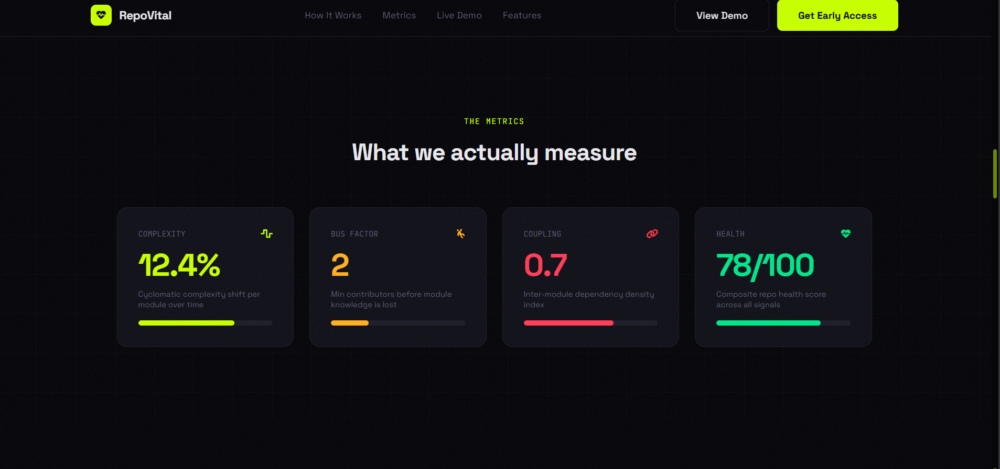 RepoVital
How It Works
Metrics
Live Demo
Features
View Demo
Get Early Access
THE METRICS
What we actually measure
COMPLEXITY
12.4%
Cyclomatic complexity shift per
module over time
BUS FACTOR
2
Min contributors before module
knowledge is lost
COUPLING
0.7
Inter-module dependency density
index
HEALTH
78/100
Composite repo health score
across all signals